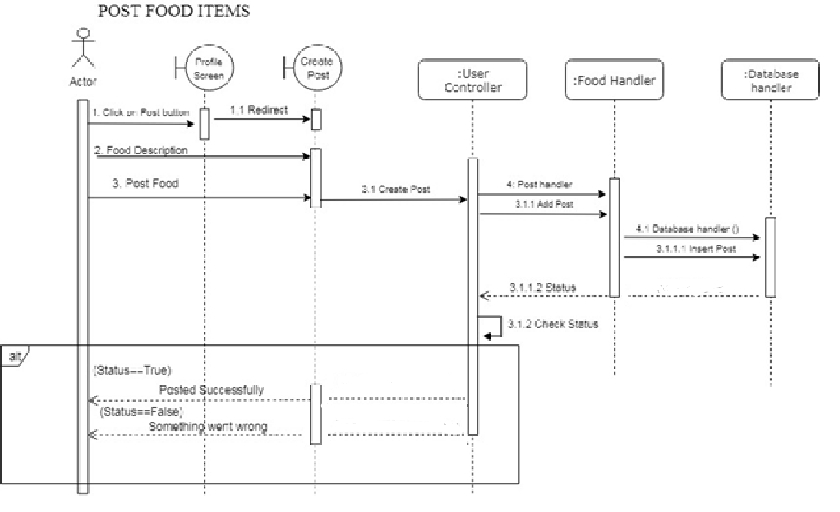 POST FOOD ITEMS
Actor
Profile
Screen
Create
Post
:User
Controller
:Food Handler
:Database
handler
1. Click on Post button
1.1 Redirect
2. Food Description
3. Post Food
3.1 Create Post
4: Post handler
3.1.1 Add Post
4.1 Database handler ()
3.1.1.1 Insert Post
3.1.1.2 Status
3.1.2 Check Status
alt
(Status==True)
Posted Successfully
(Status==False)
Something went wrong